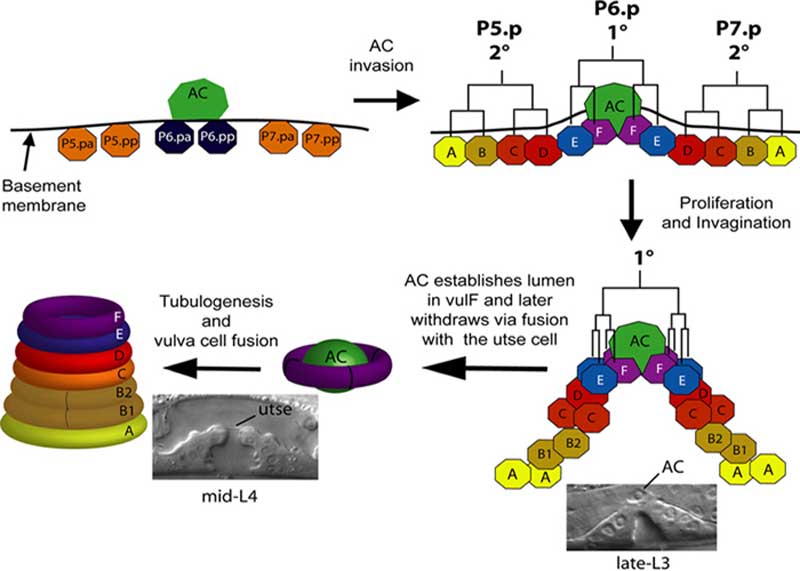 AC
P5.pa
P5.pp
P6.pa
P6.pp
P7.pa
P7.pp
Basement
membrane
AC
invasion
P5.p
2°
P6.p
1°
P7.p
2°
AC
A
B
C
D
E
F
F
E
D
C
B
A
Proliferation
and Invagination
1°
AC
F
F
E
E
D
D
C
C
C
C
B2
B1
B2
B1
A
A
A
A
AC
late-L3
AC establishes lumen
in vulF and later
withdraws via fusion
with the utse cell
AC
utse
mid-L4
Tubulogenesis
and
vulva cell fusion
F
E
D
C
B2
B1
A